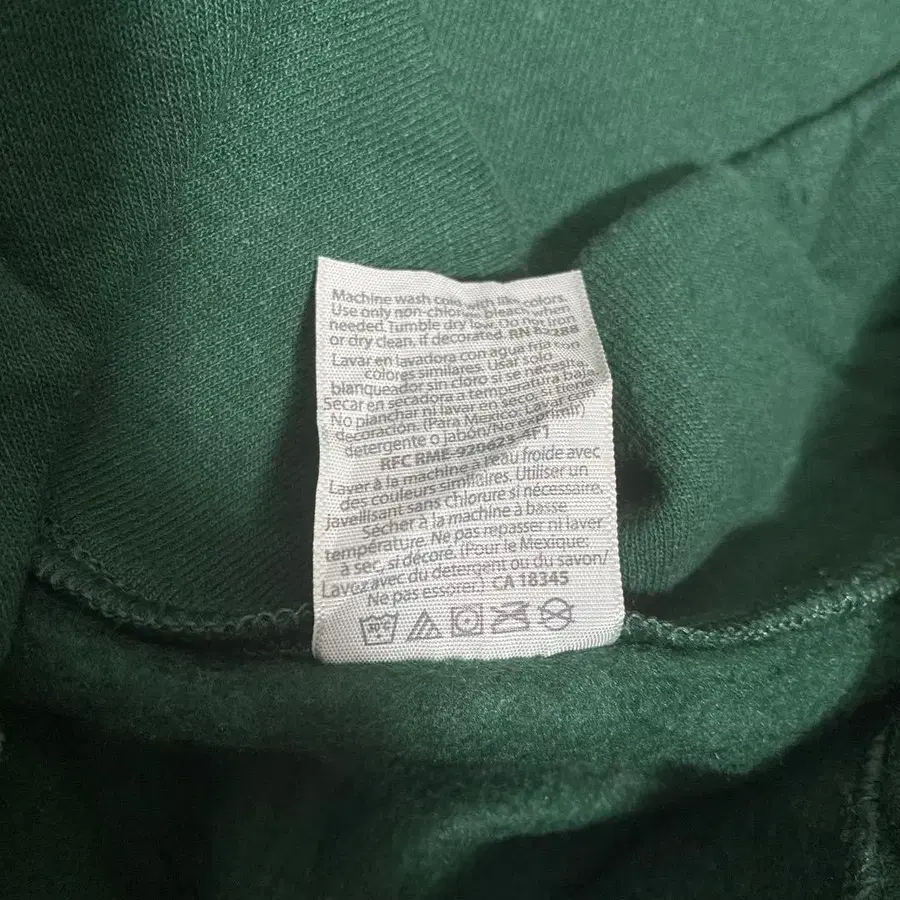 Machine wash cold with like colors.
Use only non-chlorine bleach when
needed. Tumble dry low. Do not iron
or dry clean, if decorated. RN
Lavar en lavadora con agua fría con
colores similares. Usar solo
blanqueador sin cloro si se necesita.
Secar en secadora a temperatura baja.
No planchar ni lavar en seco, si tiene
decoración. (Para Mexico: Lavar con
detergente o jabón/No exprimir)
RFC RME-920623
Laver à la machine à l'eau froide avec
des couleurs similaires. Utiliser un
javellisant sans chlorure si nécessaire.
Sécher à la machine à basse
température. Ne pas repasser ni laver
à sec, si décoré. (Pour le Mexique:
Lavez avec du detergent ou du savon/
Ne pas essorer.) CA 18345